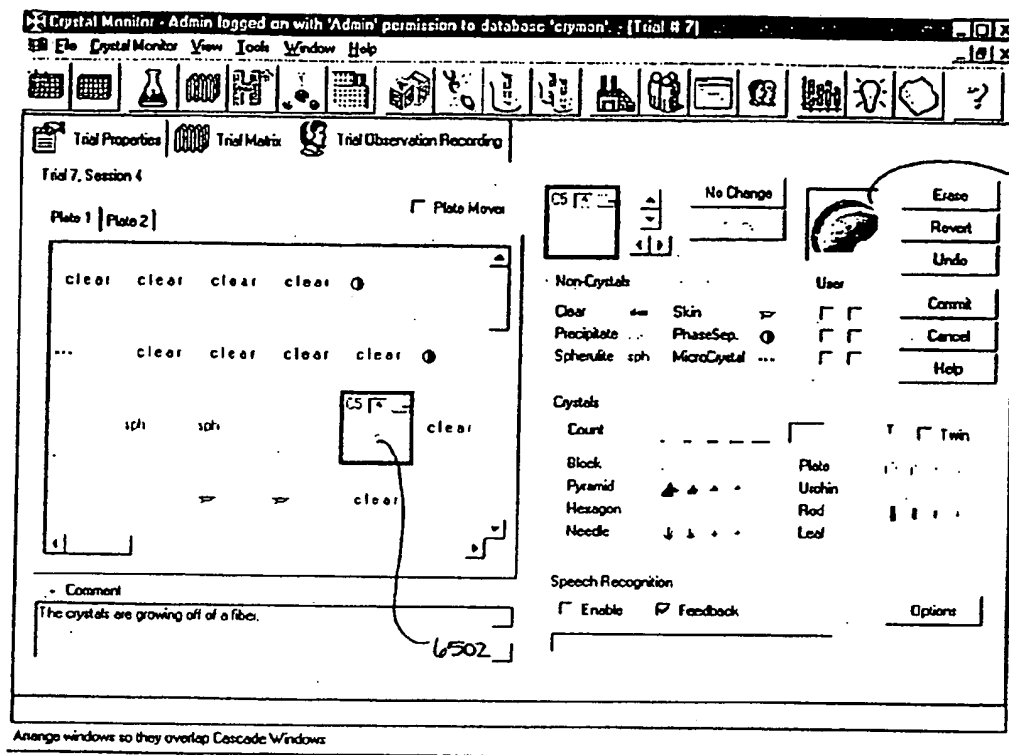 Crystal Monitor - Admin logged on with 'Admin' permission to database 'cryman'. - [Trial # 7]
File Crystal Monitor View Tools Window Help
Trial Properties Trial Matrix Trial Observation Recording
Trial 7, Session 4
Plate 1 Plate 2 Plate Mover
clear clear clear clear
clear clear clear clear
sph sph C5 4 clear
clear
Comment
The crystals are growing off of a fiber.
6502
C5 4 No Change
Erase
Revert
Undo
Commit
Cancel
Help
Non-Crystals User
Clear Skin
Precipitate PhaseSep.
Spherulite sph MicroCrystal
Crystals
Count Twin
Block Plate
Pyramid Urchin
Hexagon Rod
Needle Leaf
Speech Recognition
Enable Feedback Options
Arrange windows so they overlap Cascade Windows